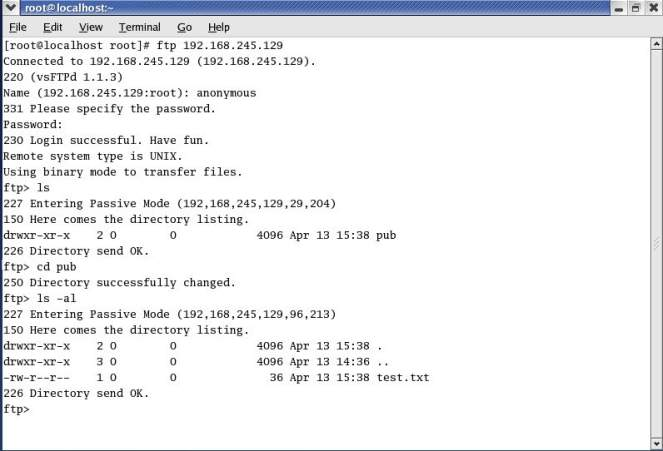 root@localhost:~
File Edit View Terminal Go Help
[root@localhost root]# ftp 192.168.245.129
Connected to 192.168.245.129 (192.168.245.129).
220 (vsFTPd 1.1.3)
Name (192.168.245.129:root): anonymous
331 Please specify the password.
Password:
230 Login successful. Have fun.
Remote system type is UNIX.
Using binary mode to transfer files.
ftp> ls
227 Entering Passive Mode (192,168,245,129,29,204)
150 Here comes the directory listing.
drwxr-xr-x    2 0        0            4096 Apr 13 15:38 pub
226 Directory send OK.
ftp> cd pub
250 Directory successfully changed.
ftp> ls -al
227 Entering Passive Mode (192,168,245,129,96,213)
150 Here comes the directory listing.
drwxr-xr-x    2 0        0            4096 Apr 13 15:38 .
drwxr-xr-x    3 0        0            4096 Apr 13 14:36 ..
-rw-r--r--    1 0        0              36 Apr 13 15:38 test.txt
226 Directory send OK.
ftp>